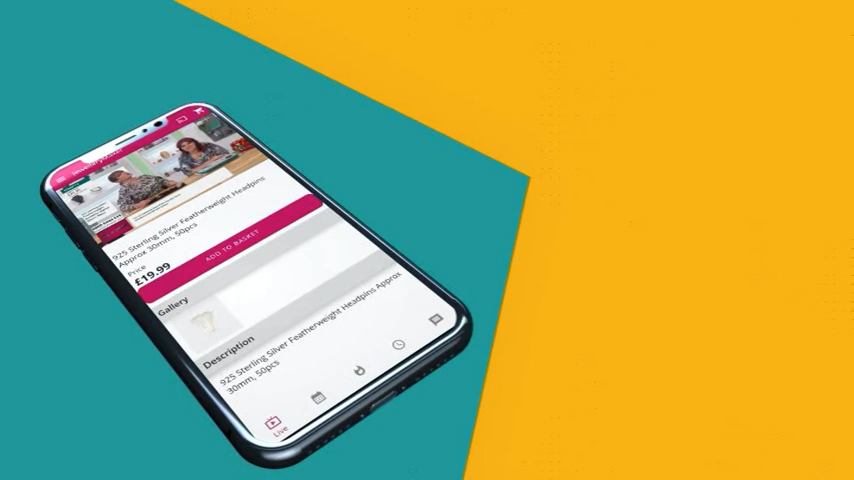 925 Sterling Silver Featherweight Headpins
Approx 30mm, 50pcs
Price
£19.99
ADD TO BASKET
Gallery
Description
925 Sterling Silver Featherweight Headpins Approx
30mm, 50pcs
Live